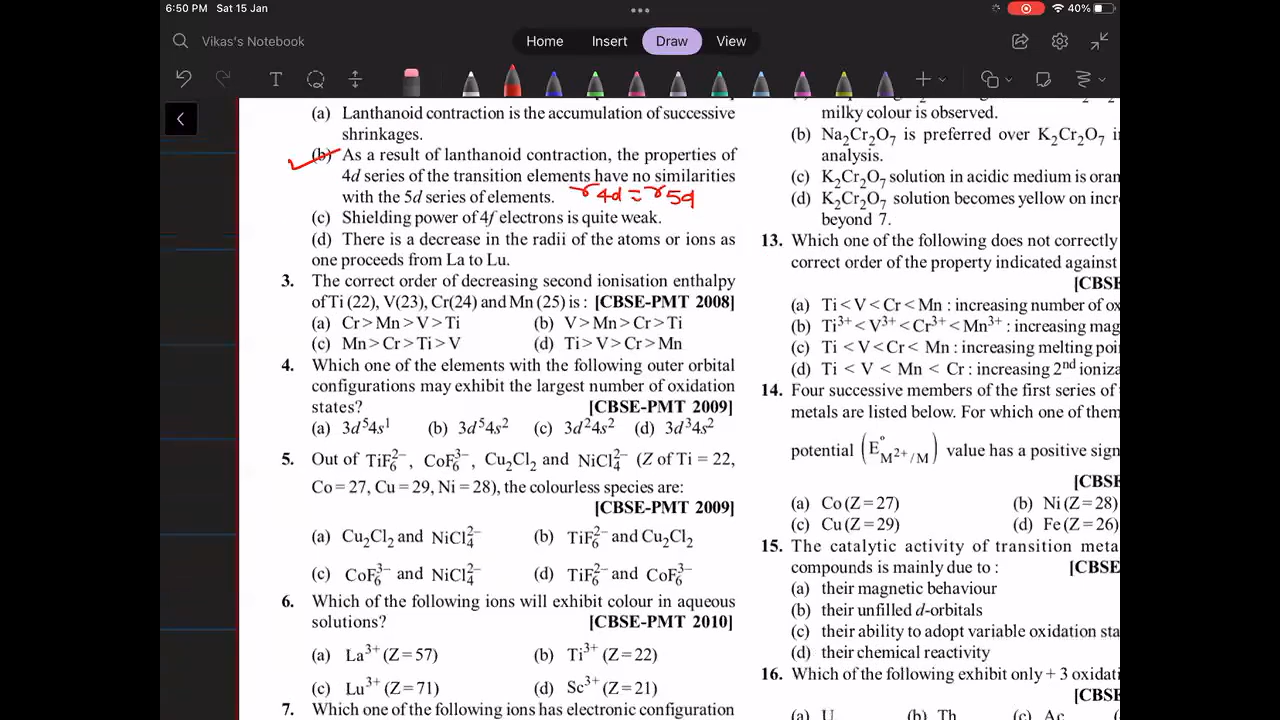 6:50 PM Sat 15 Jan
40%
Vikas's Notebook
Home Insert Draw View
(a) Lanthanoid contraction is the accumulation of successive
shrinkages.
(b) As a result of lanthanoid contraction, the properties of
4d series of the transition elements have no similarities
with the 5d series of elements. r4d = r5d
(c) Shielding power of 4f electrons is quite weak.
(d) There is a decrease in the radii of the atoms or ions as
one proceeds from La to Lu.
3. The correct order of decreasing second ionisation enthalpy
of Ti (22), V(23), Cr(24) and Mn (25) is : [CBSE-PMT 2008]
(a) Cr > Mn > V > Ti (b) V > Mn > Cr > Ti
(c) Mn > Cr > Ti > V (d) Ti > V > Cr > Mn
4. Which one of the elements with the following outer orbital
configurations may exhibit the largest number of oxidation
states? [CBSE-PMT 2009]
(a) 3d⁵4s¹ (b) 3d⁵4s² (c) 3d²4s² (d) 3d³4s²
5. Out of TiF₆²⁻, CoF₆³⁻, Cu₂Cl₂ and NiCl₄²⁻ (Z of Ti = 22,
Co = 27, Cu = 29, Ni = 28), the colourless species are:
[CBSE-PMT 2009]
(a) Cu₂Cl₂ and NiCl₄²⁻ (b) TiF₆²⁻ and Cu₂Cl₂
(c) CoF₆³⁻ and NiCl₄²⁻ (d) TiF₆²⁻ and CoF₆³⁻
6. Which of the following ions will exhibit colour in aqueous
solutions? [CBSE-PMT 2010]
(a) La³⁺ (Z = 57) (b) Ti³⁺ (Z = 22)
(c) Lu³⁺ (Z = 71) (d) Sc³⁺ (Z = 21)
7. Which one of the following ions has electronic configuration
milky colour is observed.
(b) Na₂Cr₂O₇ is preferred over K₂Cr₂O₇ i
analysis.
(c) K₂Cr₂O₇ solution in acidic medium is oran
(d) K₂Cr₂O₇ solution becomes yellow on incr
beyond 7.
13. Which one of the following does not correctly
correct order of the property indicated against
[CBS
(a) Ti < V < Cr < Mn : increasing number of ox
(b) Ti³⁺ < V³⁺ < Cr³⁺ < Mn³⁺ : increasing mag
(c) Ti < V < Cr < Mn : increasing melting poi
(d) Ti < V < Mn < Cr : increasing 2nd ioniza
14. Four successive members of the first series of
metals are listed below. For which one of them
potential (E°M²⁺/M) value has a positive sign
[CBSE
(a) Co (Z = 27) (b) Ni (Z = 28)
(c) Cu (Z = 29) (d) Fe (Z = 26)
15. The catalytic activity of transition meta
compounds is mainly due to : [CBSE
(a) their magnetic behaviour
(b) their unfilled d-orbitals
(c) their ability to adopt variable oxidation sta
(d) their chemical reactivity
16. Which of the following exhibit only + 3 oxidati
[CBSE
(a) U (b) Th (c) Ac